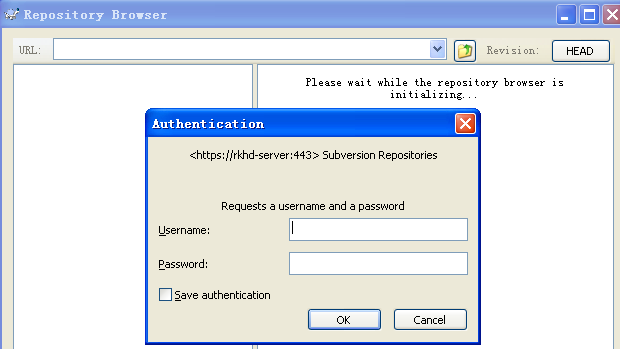 Repository Browser
URL:
Revision:
HEAD
Please wait while the repository browser is
initializing...
Authentication
<https://rkhd-server:443> Subversion Repositories
Requests a username and a password
Username:
Password:
Save authentication
OK
Cancel